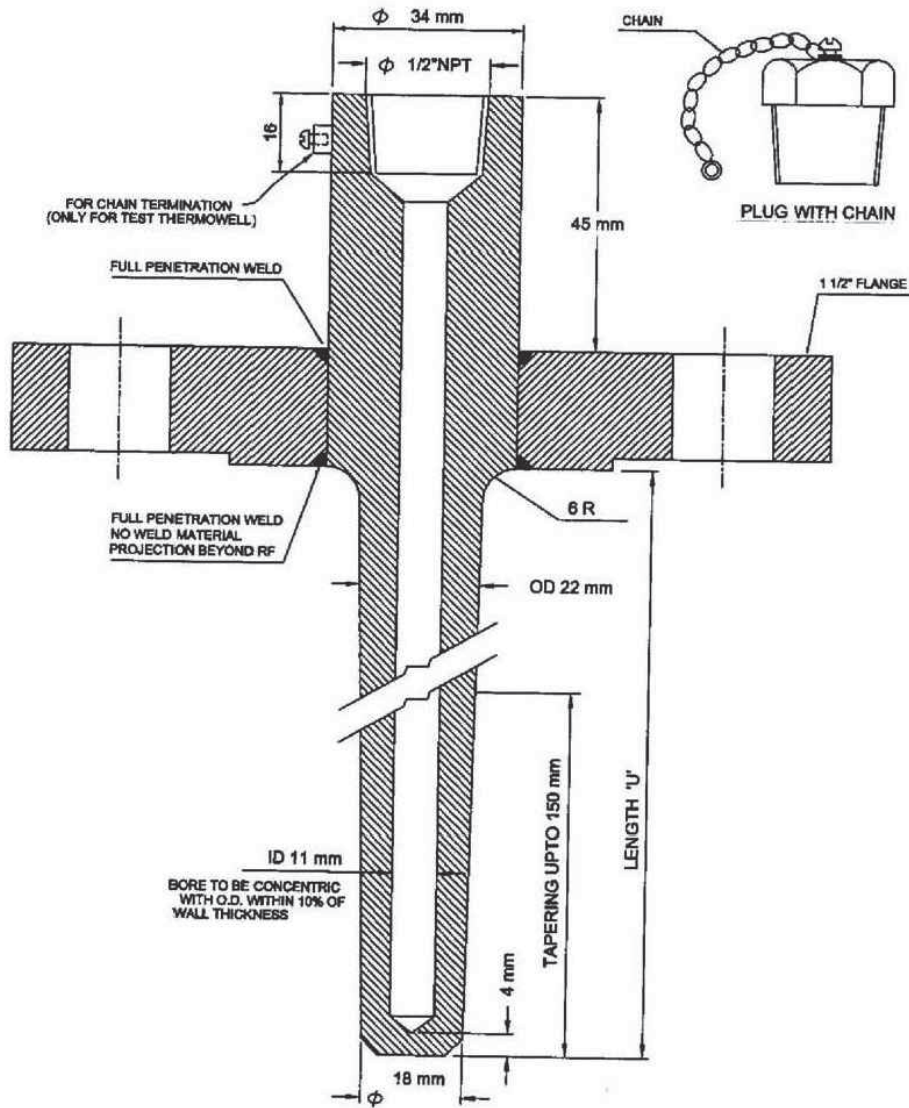 ϕ 34 mm
ϕ 1/2"NPT
16
FOR CHAIN TERMINATION
(ONLY FOR TEST THERMOWELL)
45 mm
CHAIN
PLUG WITH CHAIN
FULL PENETRATION WELD
1 1/2" FLANGE
FULL PENETRATION WELD
NO WELD MATERIAL
PROJECTION BEYOND RF
6 R
OD 22 mm
ID 11 mm
BORE TO BE CONCENTRIC
WITH O.D. WITHIN 10% OF
WALL THICKNESS
TAPERING UPTO 150 mm
LENGTH 'U'
4 mm
18 mm
ϕ